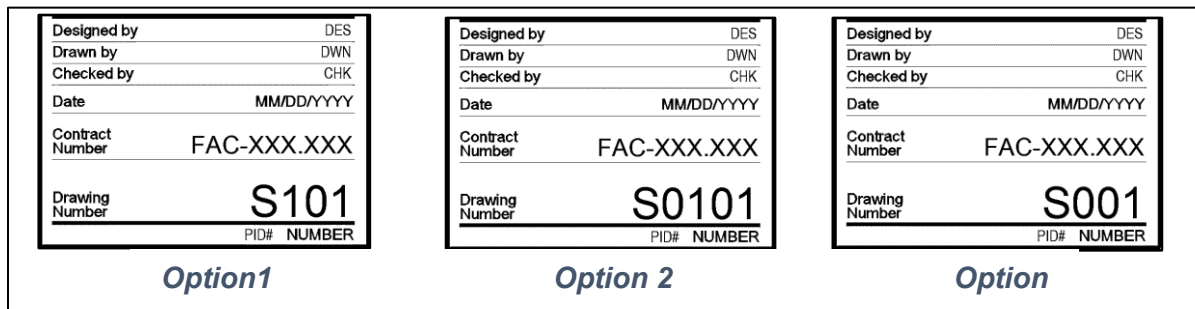 Designed by DES
Drawn by DWN
Checked by CHK
Date MM/DD/YYYY
Contract
Number FAC-XXX.XXX
Drawing
Number S101
PID# NUMBER
Option1
Designed by DES
Drawn by DWN
Checked by CHK
Date MM/DD/YYYY
Contract
Number FAC-XXX.XXX
Drawing
Number S0101
PID# NUMBER
Option 2
Designed by DES
Drawn by DWN
Checked by CHK
Date MM/DD/YYYY
Contract
Number FAC-XXX.XXX
Drawing
Number S001
PID# NUMBER
Option